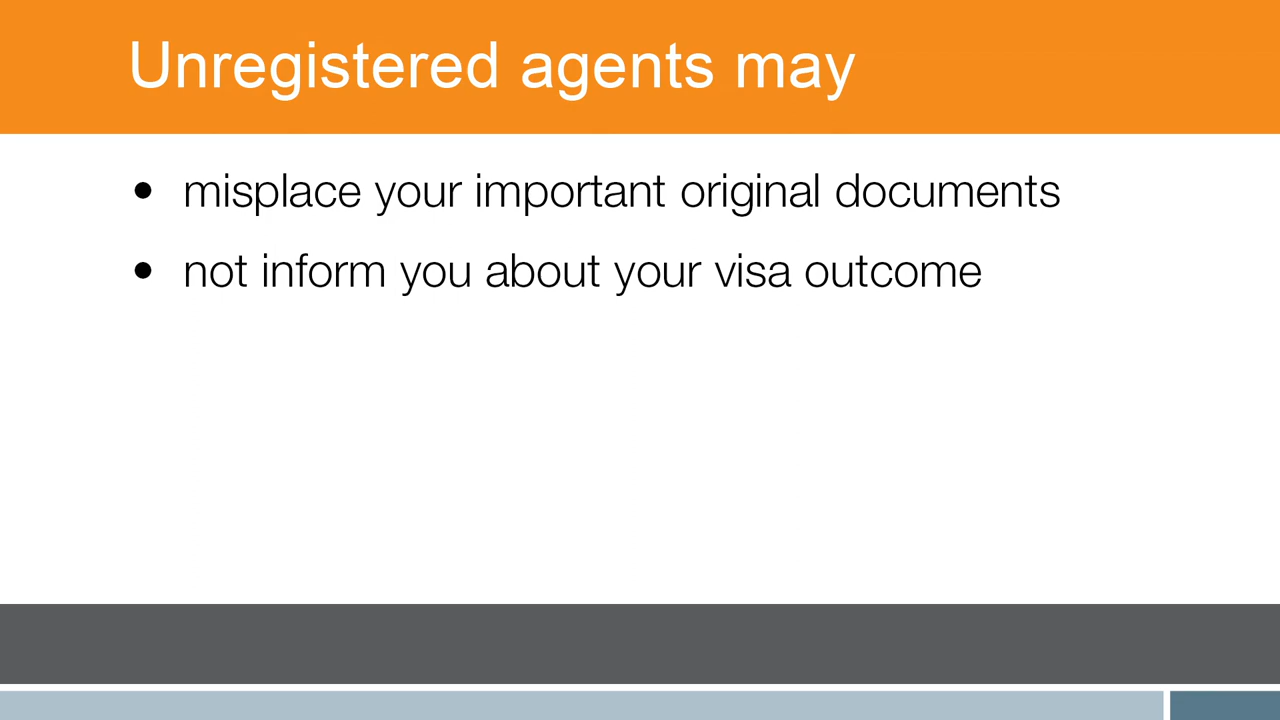 Unregistered agents may
• misplace your important original documents
• not inform you about your visa outcome